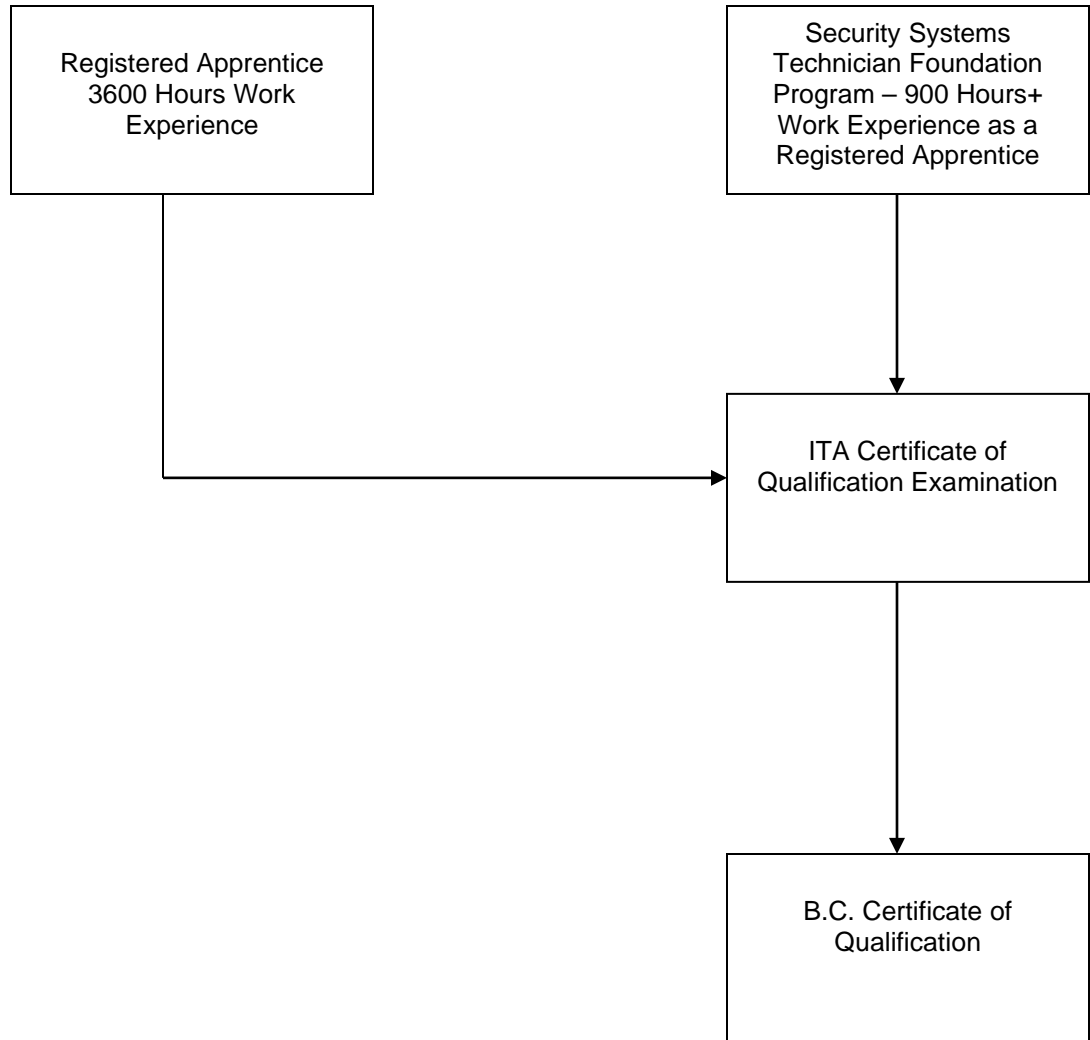 Registered Apprentice
3600 Hours Work
Experience
Security Systems
Technician Foundation
Program – 900 Hours+
Work Experience as a
Registered Apprentice
ITA Certificate of
Qualification Examination
B.C. Certificate of
Qualification